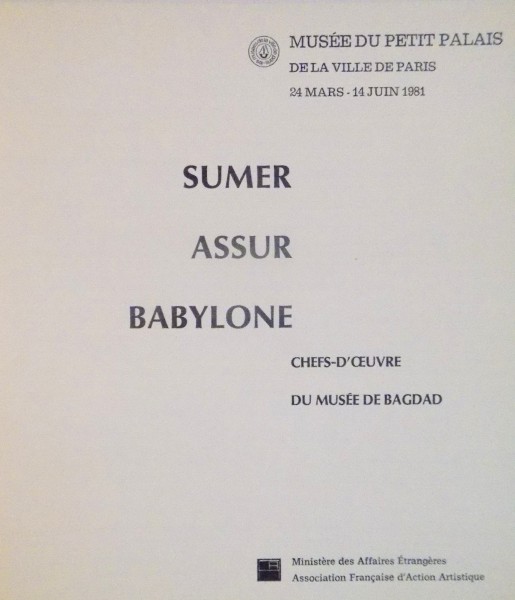 MUSÉE DU PETIT PALAIS
DE LA VILLE DE PARIS
24 MARS - 14 JUIN 1981
SUMER
ASSUR
BABYLONE
CHEFS-D'ŒUVRE
DU MUSÉE DE BAGDAD
Ministère des Affaires Étrangères
Association Française d'Action Artistique